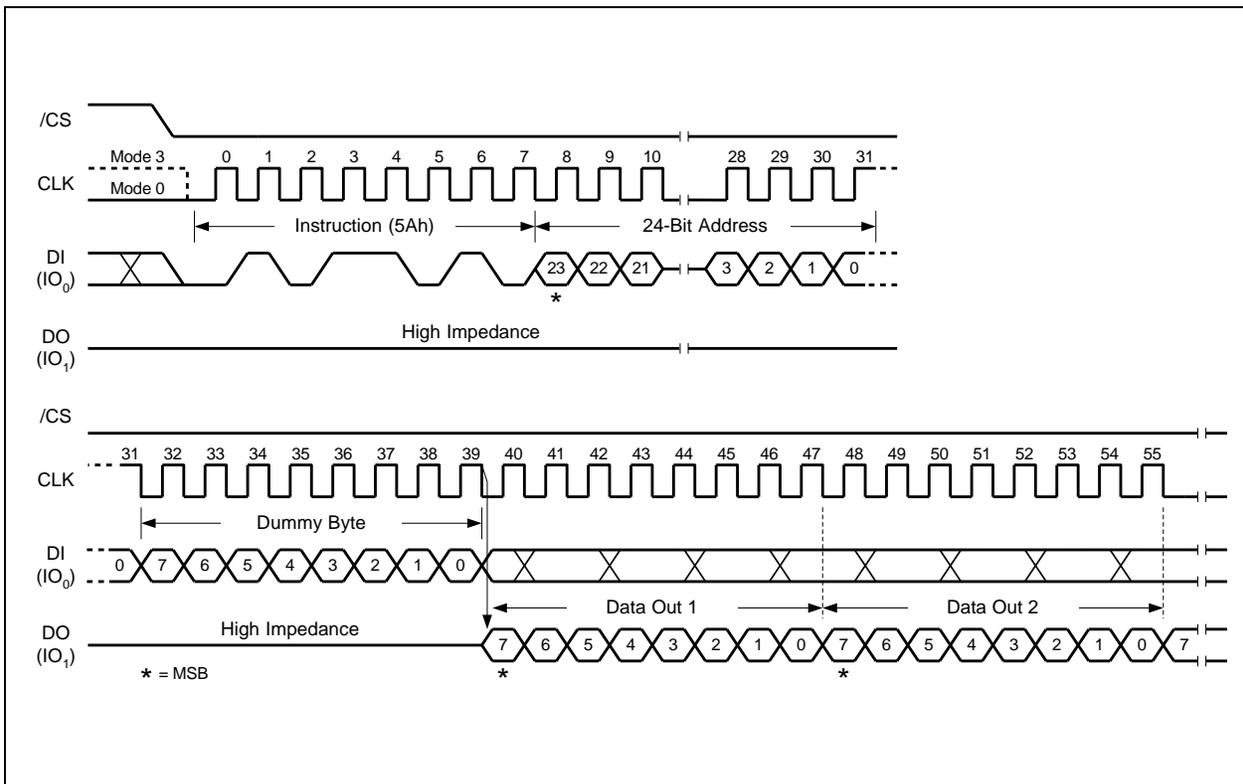 /CS
Mode 3
0 1 2 3 4 5 6 7 8 9 10 28 29 30 31
CLK
Mode 0
Instruction (5Ah)
24-Bit Address
DI
(IO0)
23 22 21 3 2 1 0
*
DO
(IO1)
High Impedance
/CS
31 32 33 34 35 36 37 38 39 40 41 42 43 44 45 46 47 48 49 50 51 52 53 54 55
CLK
Dummy Byte
DI
(IO0)
0 7 6 5 4 3 2 1 0
Data Out 1
Data Out 2
DO
(IO1)
High Impedance
7 6 5 4 3 2 1 0 7 6 5 4 3 2 1 0 7
* = MSB
* *